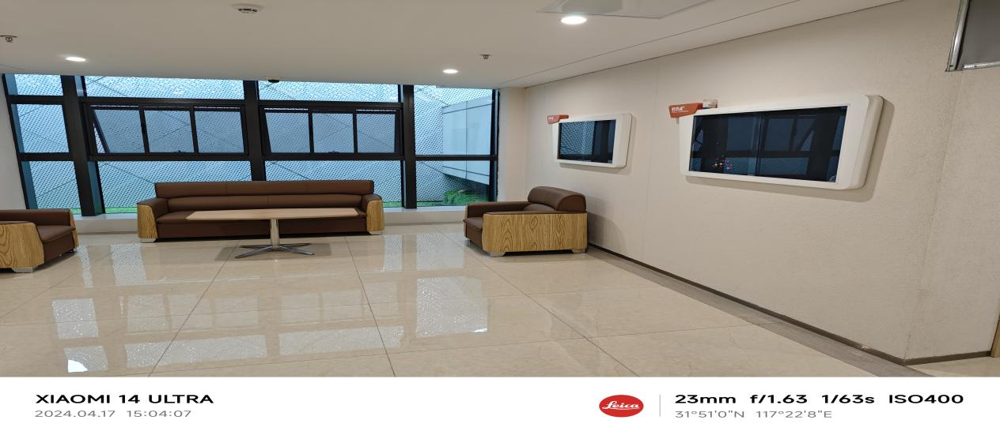 XIAOMI 14 ULTRA
2024.04.17 15:04:07
Leica
23mm f/1.63 1/63s ISO400
31°51'0"N 117°22'8"E